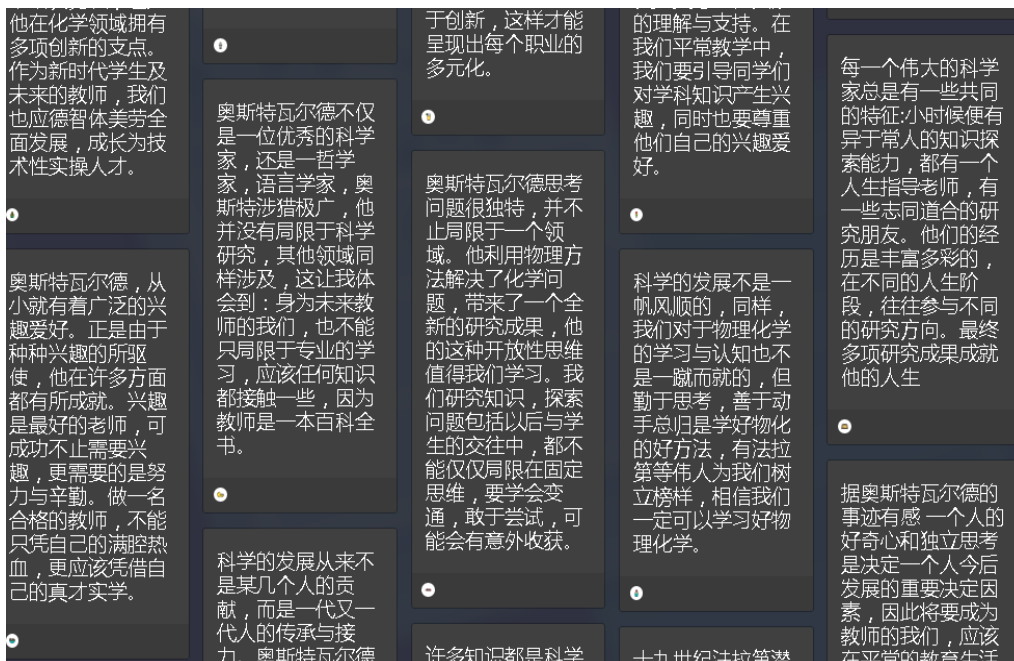 他在化学领域拥有
多项创新的支点。
作为新时代学生及
未来的教师，我们
也应德智体美劳全
面发展，成长为技
术性实操人才。
奥斯特瓦尔德，从
小就有着广泛的兴
趣爱好。正是由于
种种兴趣的所驱
使，他在许多方面
都有所成就。兴趣
是最好的老师，可
成功不止需要兴
趣，更需要的是努
力与辛勤。做一名
合格的教师，不能
只凭自己的满腔热
血，更应该凭借自
己的真才实学。
奥斯特瓦尔德不仅
是一位优秀的科学
家，还是一哲学
家，语言学家，奥
斯特涉猎极广，他
并没有局限于科学
研究，其他领域同
样涉及，这让我体
会到：身为未来教
师的我们，也不能
只局限于专业的学
习，应该任何知识
都接触一些，因为
教师是一本百科全
书。
科学的发展从来不
是某几个人的贡
献，而是一代又一
代人的传承与接
力。奥斯特瓦尔德
于创新，这样才能
呈现出每个职业的
多元化。
奥斯特瓦尔德思考
问题很独特，并不
止局限于一个领
域。他利用物理方
法解决了化学问
题，带来了一个全
新的研究成果，他
的这种开放性思维
值得我们学习。我
们研究知识，探索
问题包括以后与学
生的交往中，都不
能仅仅局限在固定
思维，要学会变
通，敢于尝试，可
能会有意外收获。
许多知识都是科学
的理解与支持。在
我们平常教学中，
我们要引导同学们
对学科知识产生兴
趣，同时也要尊重
他们自己的兴趣爱
好。
科学的发展不是一
帆风顺的，同样，
我们对于物理化学
的学习与认知也不
是一蹴而就的，但
勤于思考，善于动
手总归是学好物化
的好方法，有法拉
第等伟人为我们树
立榜样，相信我们
一定可以学习好物
理化学。
十九世纪法拉第潜
每一个伟大的科学
家总是有一些共同
的特征:小时候便有
异于常人的知识探
索能力，都有一个
人生指导老师，有
一些志同道合的研
究朋友。他们的经
历是丰富多彩的，
在不同的人生阶
段，往往参与不同
的研究方向。最终
多项研究成果成就
他的人生
据奥斯特瓦尔德的
事迹有感 一个人的
好奇心和独立思考
是决定一个人今后
发展的重要决定因
素，因此将要成为
教师的我们，应该
在平常的教育生活